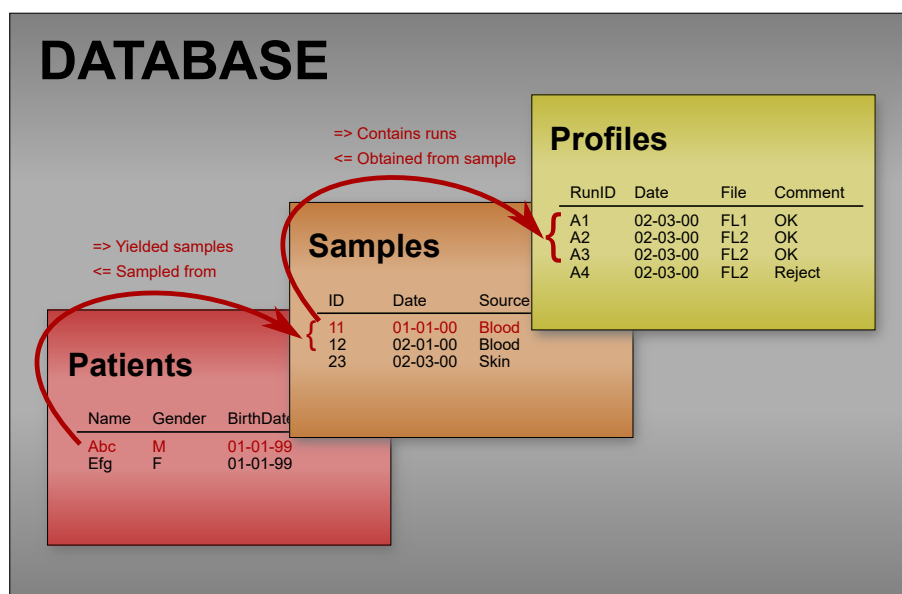 DATABASE
=> Contains runs
<= Obtained from sample
Profiles
RunID Date File Comment
A1 02-03-00 FL1 OK
A2 02-03-00 FL2 OK
A3 02-03-00 FL2 OK
A4 02-03-00 FL2 Reject
=> Yielded samples
<= Sampled from
Samples
ID Date Source
11 01-01-00 Blood
12 02-01-00 Blood
23 02-03-00 Skin
Patients
Name Gender BirthDate
Abc M 01-01-99
Efg F 01-01-99